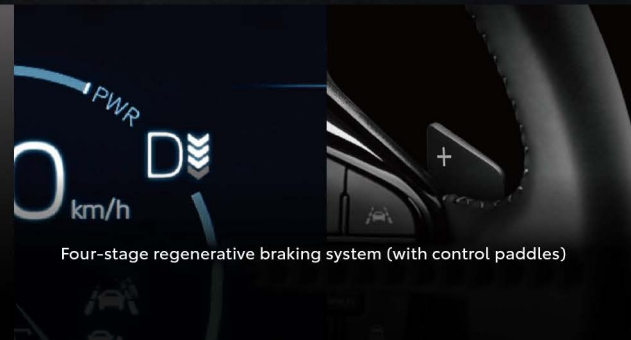 PWR
D
0
km/h
+
Four-stage regenerative braking system (with control paddles)